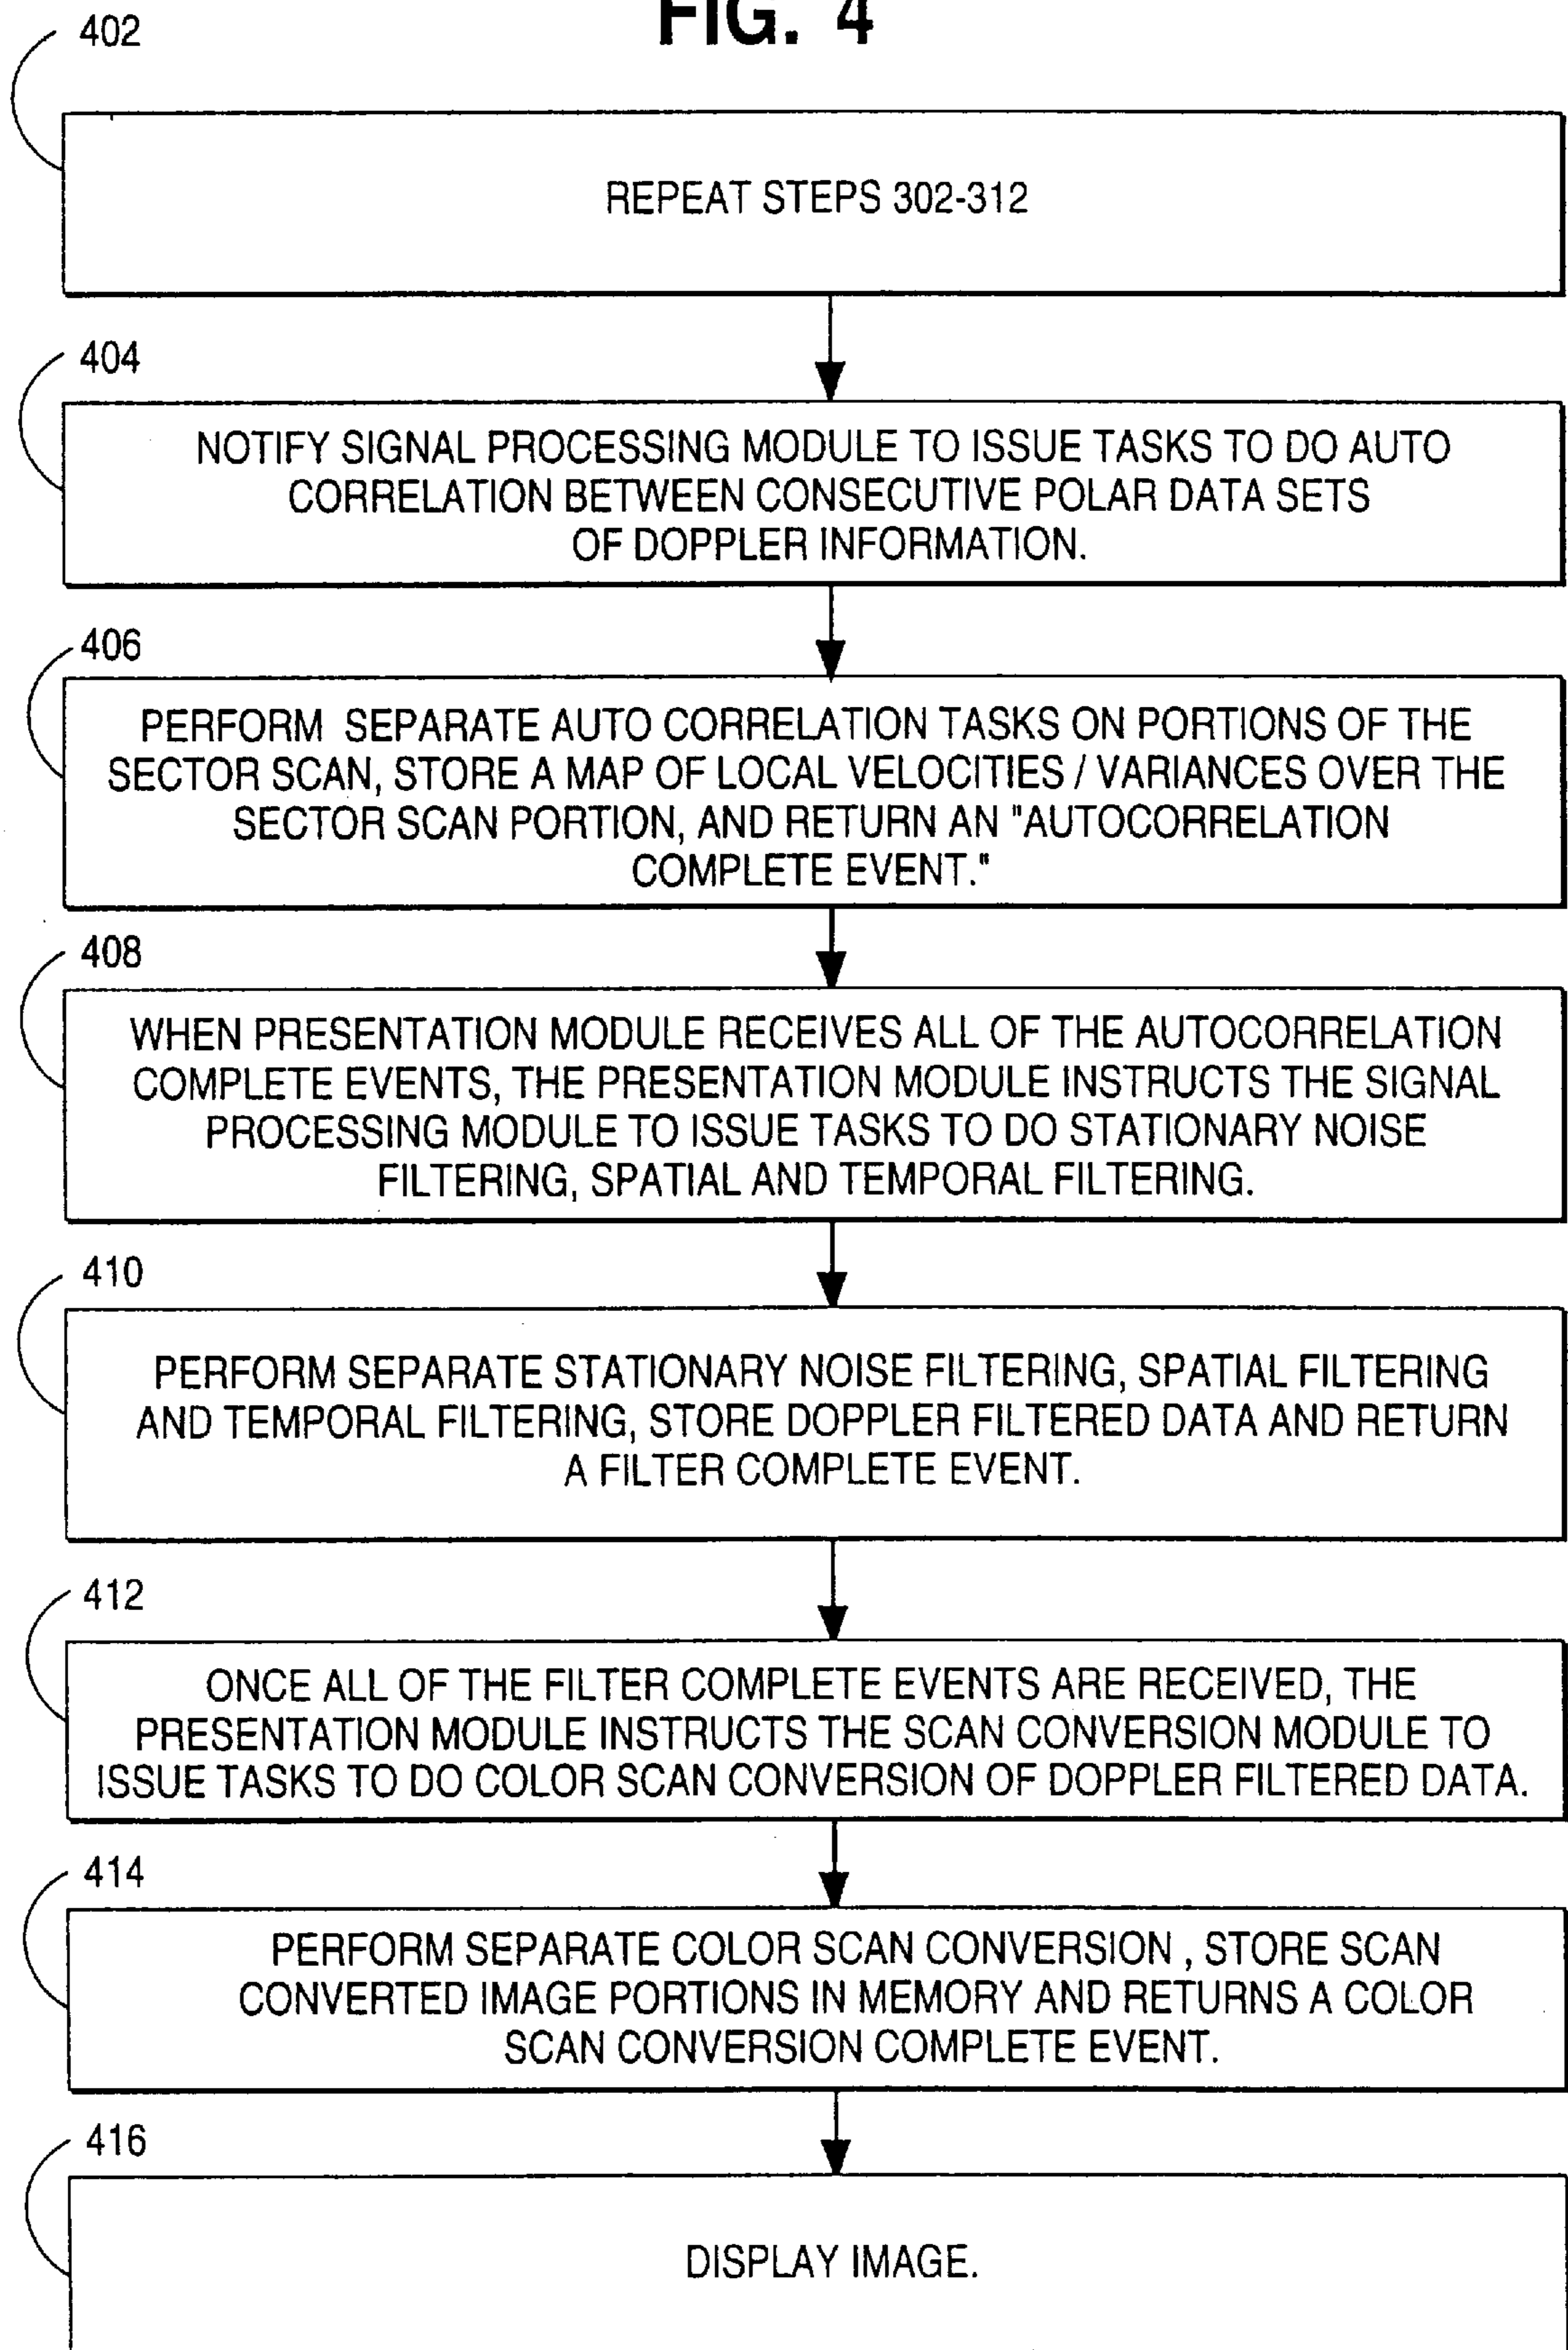 FIG. 4
402
REPEAT STEPS 302-312
404
NOTIFY SIGNAL PROCESSING MODULE TO ISSUE TASKS TO DO AUTO
CORRELATION BETWEEN CONSECUTIVE POLAR DATA SETS
OF DOPPLER INFORMATION.
406
PERFORM SEPARATE AUTO CORRELATION TASKS ON PORTIONS OF THE
SECTOR SCAN, STORE A MAP OF LOCAL VELOCITIES / VARIANCES OVER THE
SECTOR SCAN PORTION, AND RETURN AN "AUTOCORRELATION
COMPLETE EVENT."
408
WHEN PRESENTATION MODULE RECEIVES ALL OF THE AUTOCORRELATION
COMPLETE EVENTS, THE PRESENTATION MODULE INSTRUCTS THE SIGNAL
PROCESSING MODULE TO ISSUE TASKS TO DO STATIONARY NOISE
FILTERING, SPATIAL AND TEMPORAL FILTERING.
410
PERFORM SEPARATE STATIONARY NOISE FILTERING, SPATIAL FILTERING
AND TEMPORAL FILTERING, STORE DOPPLER FILTERED DATA AND RETURN
A FILTER COMPLETE EVENT.
412
ONCE ALL OF THE FILTER COMPLETE EVENTS ARE RECEIVED, THE
PRESENTATION MODULE INSTRUCTS THE SCAN CONVERSION MODULE TO
ISSUE TASKS TO DO COLOR SCAN CONVERSION OF DOPPLER FILTERED DATA.
414
PERFORM SEPARATE COLOR SCAN CONVERSION , STORE SCAN
CONVERTED IMAGE PORTIONS IN MEMORY AND RETURNS A COLOR
SCAN CONVERSION COMPLETE EVENT.
416
DISPLAY IMAGE.